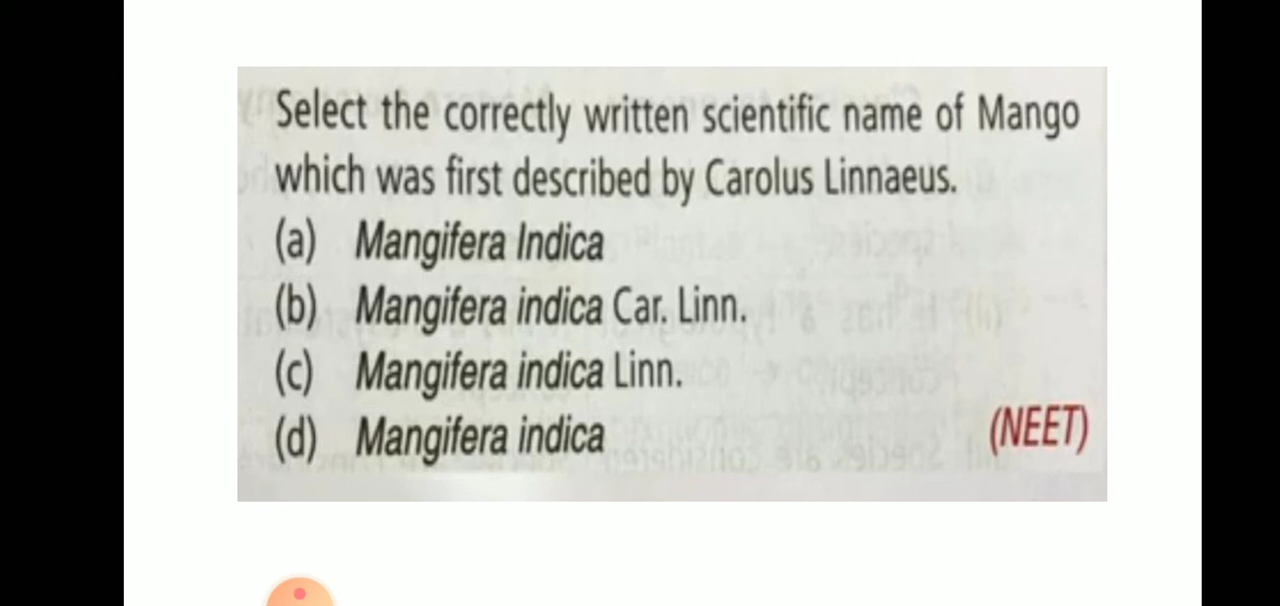 Select the correctly written scientific name of Mango
which was first described by Carolus Linnaeus.
(a) Mangifera Indica
(b) Mangifera indica Car. Linn.
(c) Mangifera indica Linn.
(d) Mangifera indica (NEET)